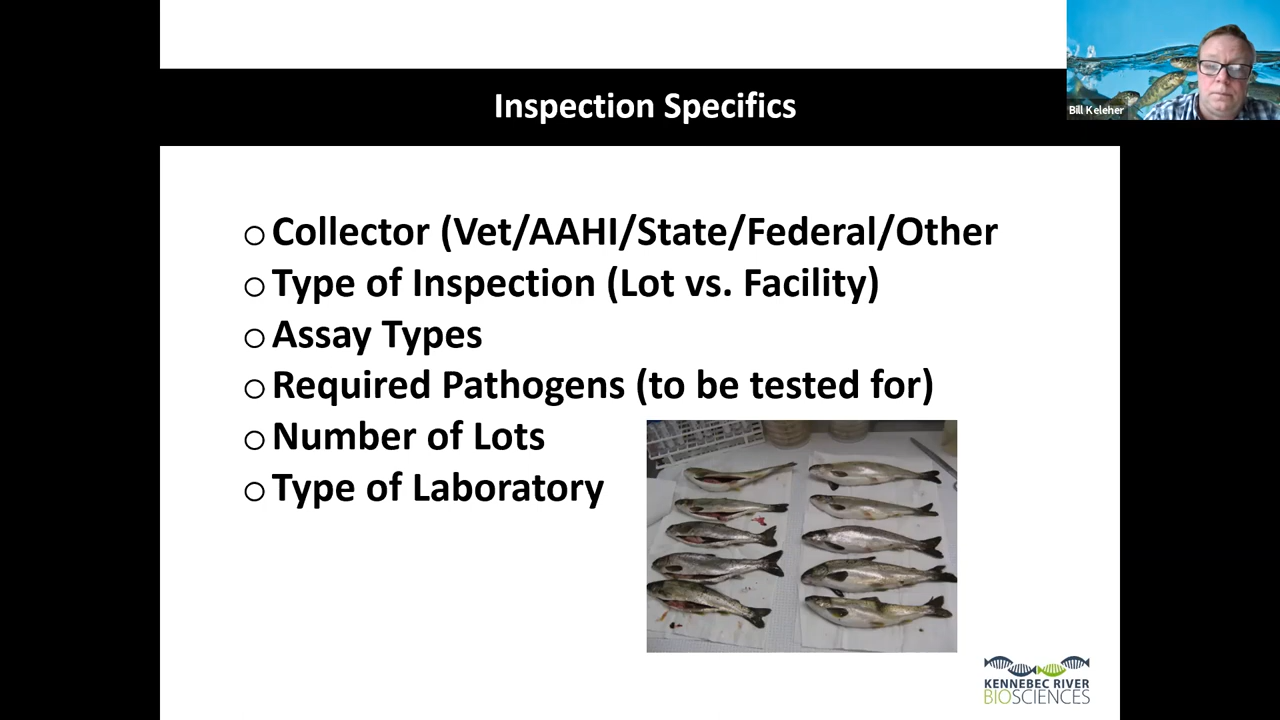 Inspection Specifics
Bill Keleher
Collector (Vet/AAHI/State/Federal/Other
Type of Inspection (Lot vs. Facility)
Assay Types
Required Pathogens (to be tested for)
Number of Lots
Type of Laboratory
KENNEBEC RIVER
BIOSCIENCES